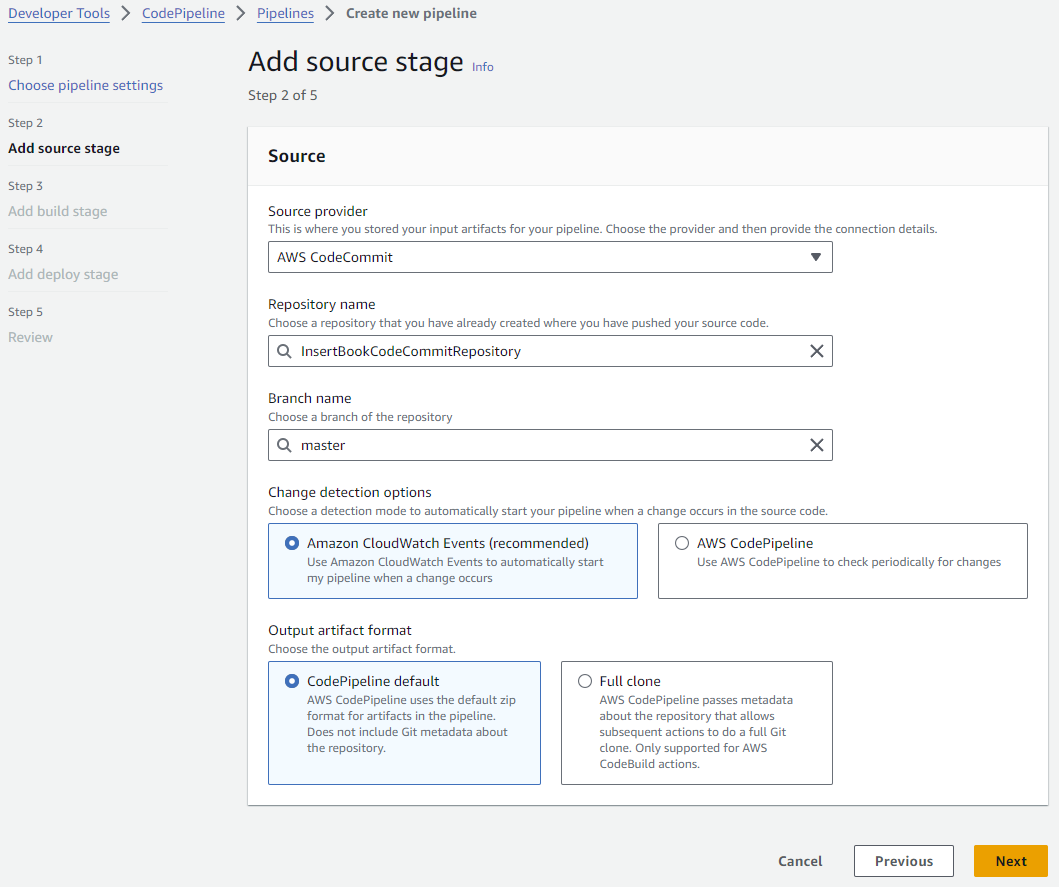 Developer Tools > CodePipeline > Pipelines > Create new pipeline
Step 1
Choose pipeline settings
Step 2
Add source stage
Step 3
Add build stage
Step 4
Add deploy stage
Step 5
Review
Add source stage Info
Step 2 of 5
Source
Source provider
This is where you stored your input artifacts for your pipeline. Choose the provider and then provide the connection details.
AWS CodeCommit
Repository name
Choose a repository that you have already created where you have pushed your source code.
InsertBookCodeCommitRepository
Branch name
Choose a branch of the repository
master
Change detection options
Choose a detection mode to automatically start your pipeline when a change occurs in the source code.
Amazon CloudWatch Events (recommended)
Use Amazon CloudWatch Events to automatically start
my pipeline when a change occurs
AWS CodePipeline
Use AWS CodePipeline to check periodically for changes
Output artifact format
Choose the output artifact format.
CodePipeline default
AWS CodePipeline uses the default zip
format for artifacts in the pipeline.
Does not include Git metadata about
the repository.
Full clone
AWS CodePipeline passes metadata
about the repository that allows
subsequent actions to do a full Git
clone. Only supported for AWS
CodeBuild actions.
Cancel
Previous
Next